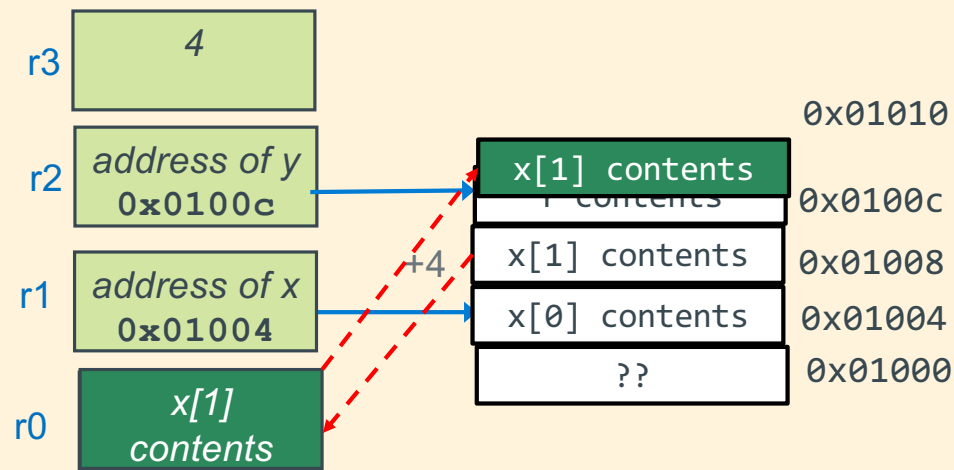 r3
4
r2
address of y
0x0100c
r1
address of x
0x01004
r0
x[1]
contents
+4
0x01010
x[1] contents
contents
0x0100c
x[1] contents
0x01008
x[0] contents
0x01004
??
0x01000